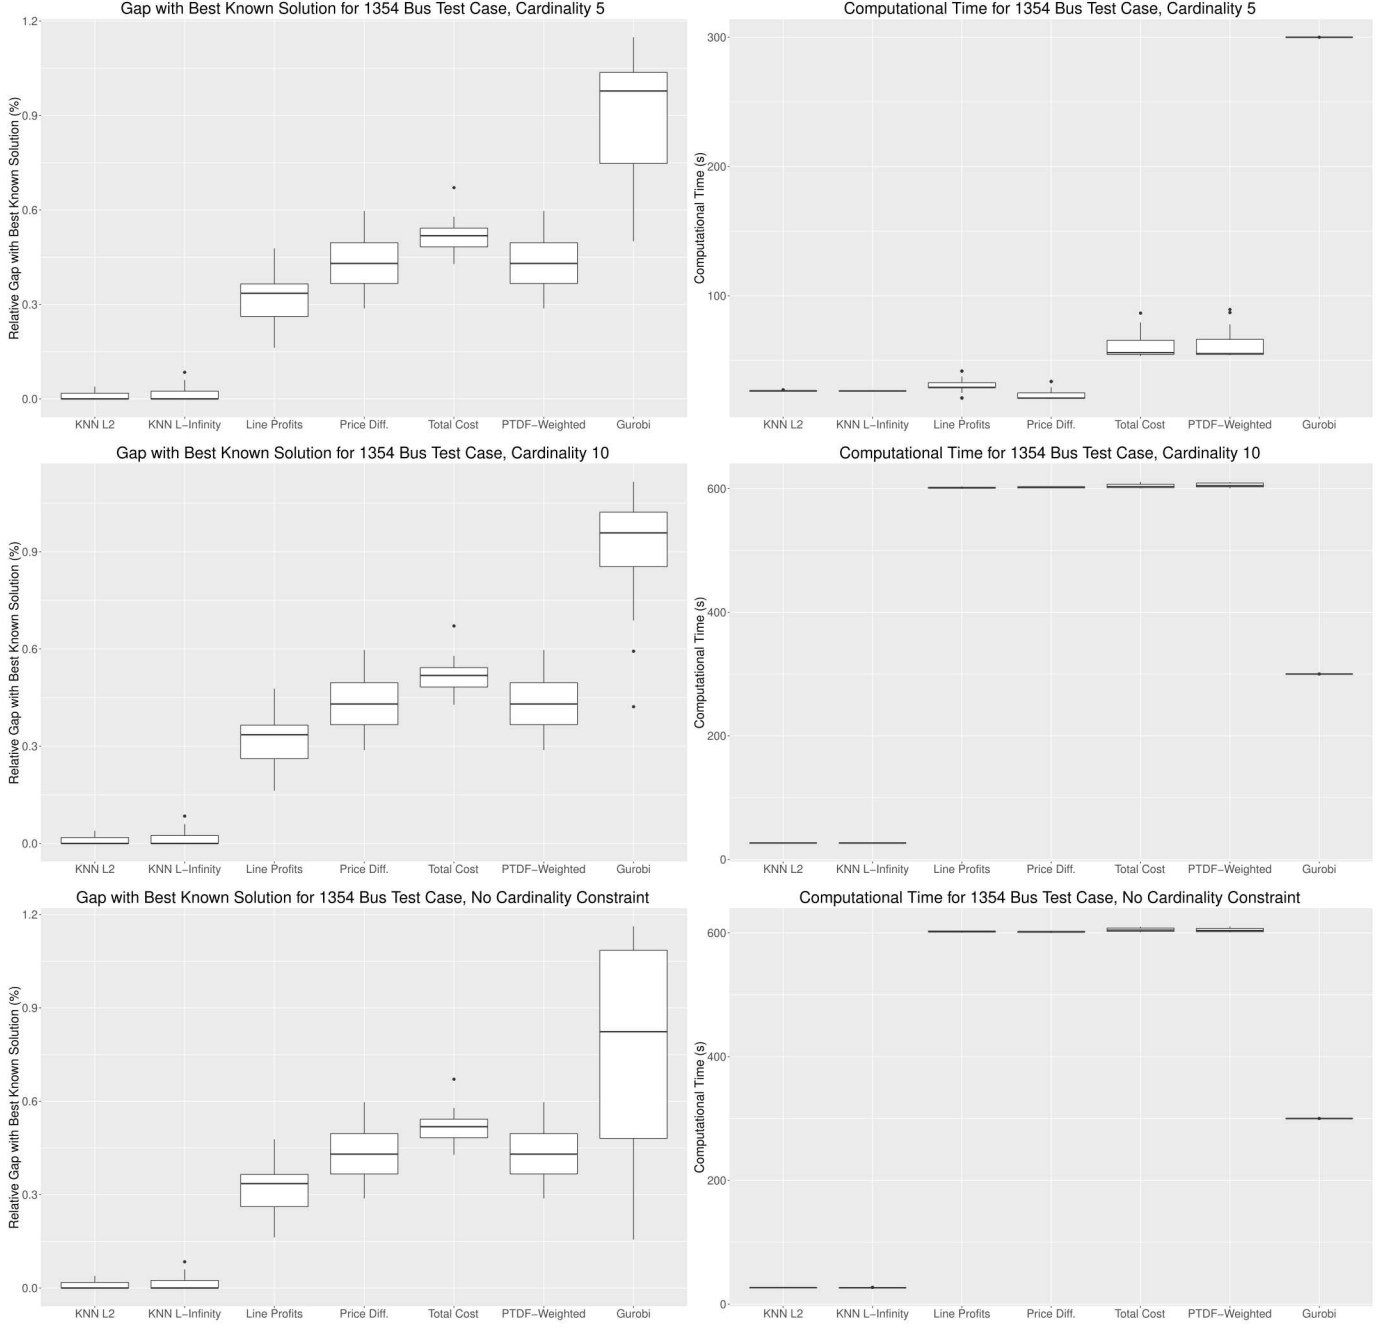 Gap with Best Known Solution for 1354 Bus Test Case, Cardinality 5
Relative Gap with Best Known Solution (%)
1.2
0.9
0.6
0.3
0.0
KNN L2 KNN L−Infinity Line Profits Price Diff. Total Cost PTDF−Weighted Gurobi
Computational Time for 1354 Bus Test Case, Cardinality 5
Computational Time (s)
300
200
100
KNN L2 KNN L−Infinity Line Profits Price Diff. Total Cost PTDF−Weighted Gurobi
Gap with Best Known Solution for 1354 Bus Test Case, Cardinality 10
Relative Gap with Best Known Solution (%)
0.9
0.6
0.3
0.0
KNN L2 KNN L−Infinity Line Profits Price Diff. Total Cost PTDF−Weighted Gurobi
Computational Time for 1354 Bus Test Case, Cardinality 10
Computational Time (s)
600
400
200
0
KNN L2 KNN L−Infinity Line Profits Price Diff. Total Cost PTDF−Weighted Gurobi
Gap with Best Known Solution for 1354 Bus Test Case, No Cardinality Constraint
Relative Gap with Best Known Solution (%)
1.2
0.9
0.6
0.3
0.0
KNN L2 KNN L−Infinity Line Profits Price Diff. Total Cost PTDF−Weighted Gurobi
Computational Time for 1354 Bus Test Case, No Cardinality Constraint
Computational Time (s)
600
400
200
0
KNN L2 KNN L−Infinity Line Profits Price Diff. Total Cost PTDF−Weighted Gurobi